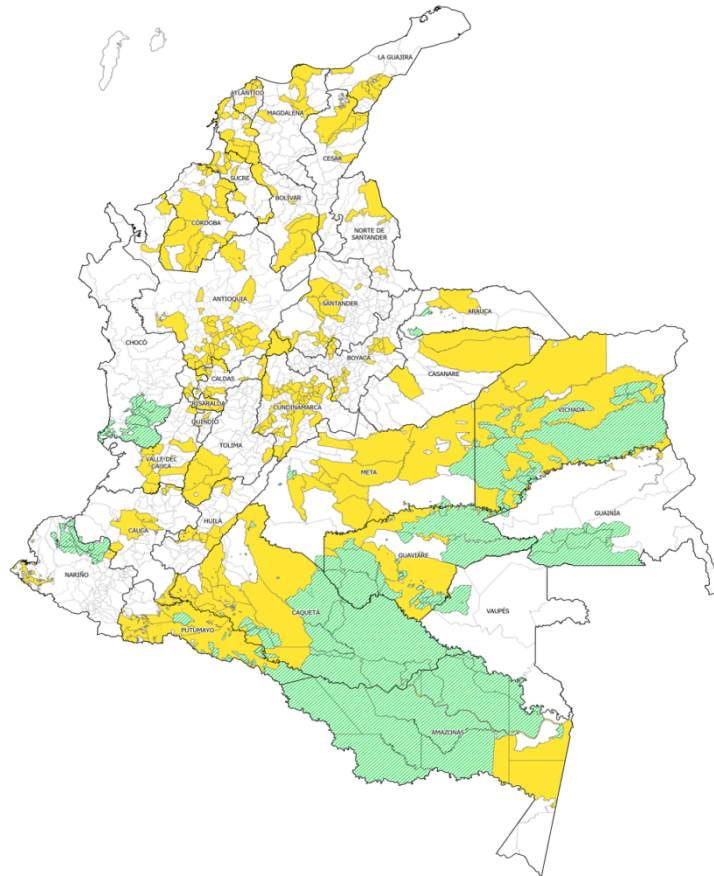 LA GUAJIRA
ATLÁNTICO
MAGDALENA
CESAR
SUCRE
BOLÍVAR
CÓRDOBA
NORTE DE
SANTANDER
ANTIOQUIA
SANTANDER
ARAUCA
CHOCÓ
BOYACÁ
CASANARE
CALDAS
RISARALDA
CUNDINAMARCA
VICHADA
QUINDÍO
TOLIMA
VALLE DEL
CAUCA
META
GUAINÍA
CAUCA
HUILA
GUAVIARE
NARIÑO
CAQUETÁ
VAUPÉS
PUTUMAYO
AMAZONAS